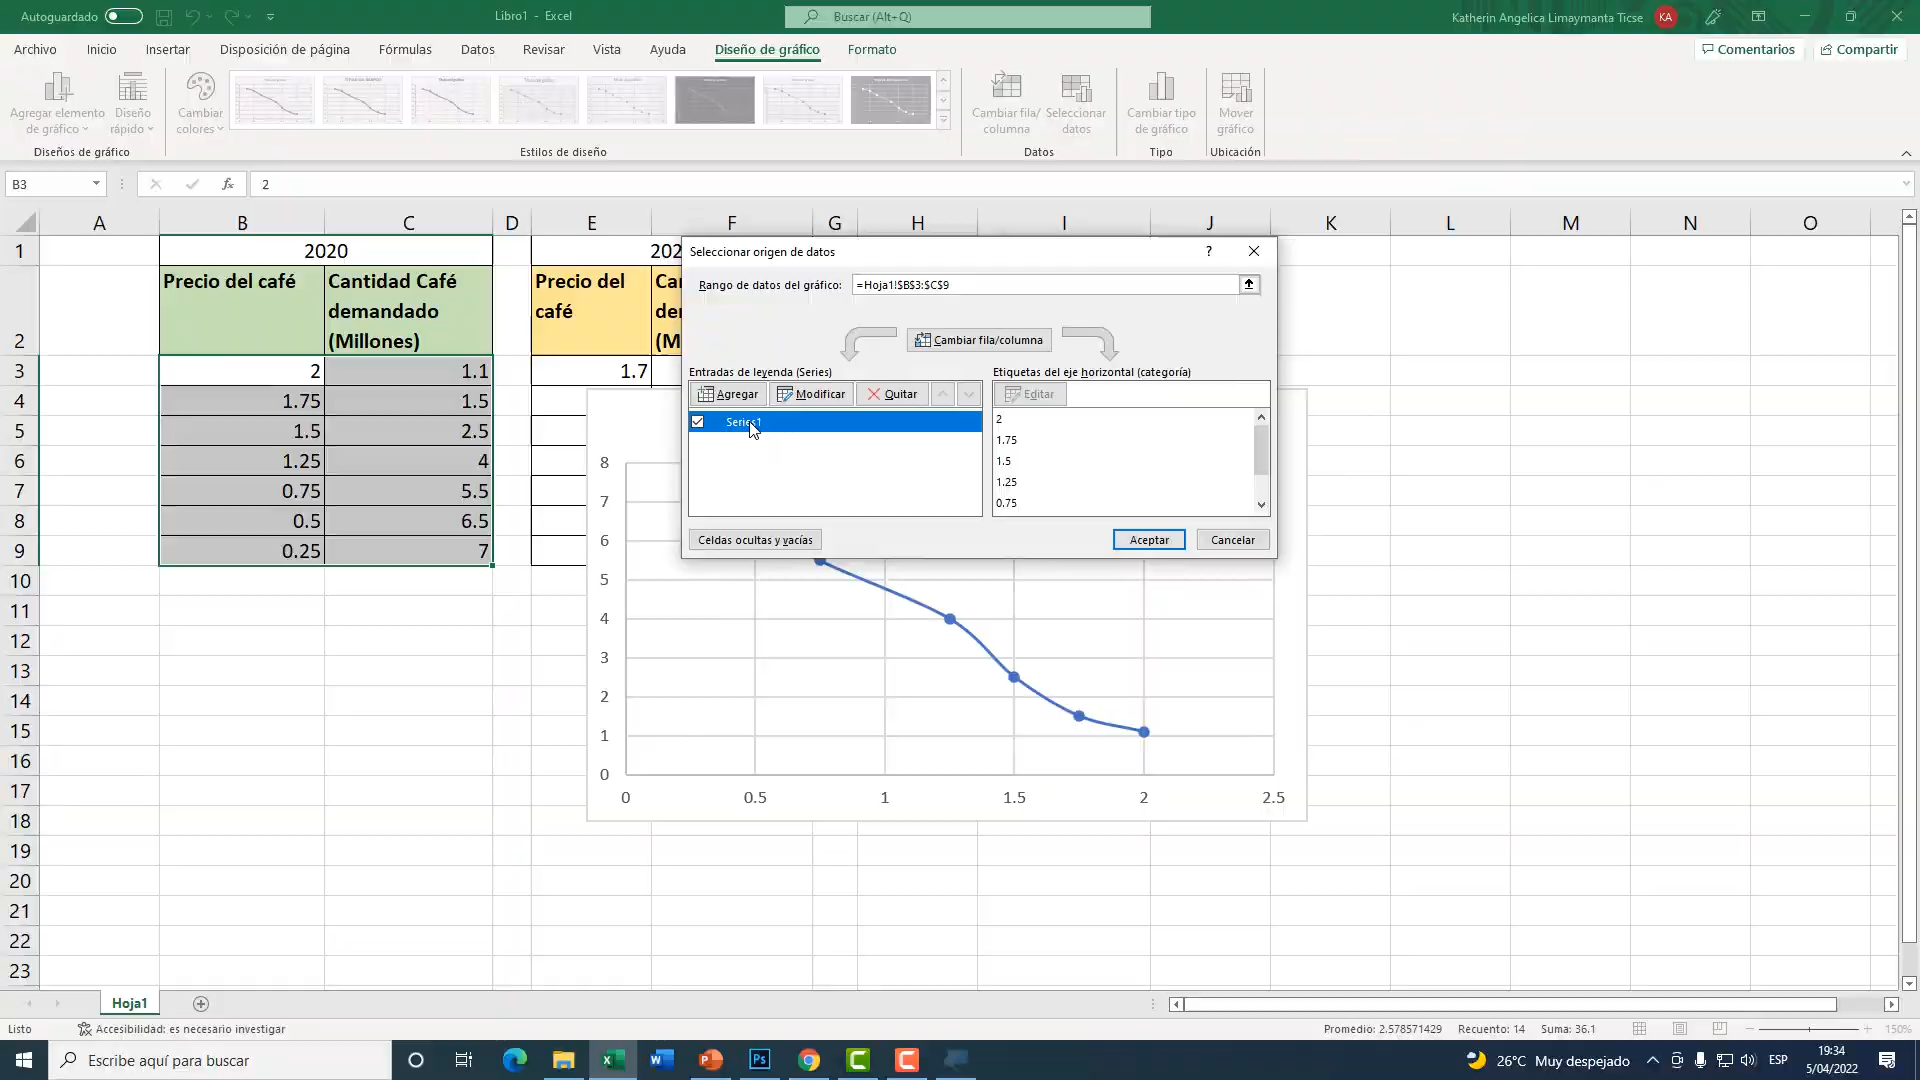 Autoguardado
Libro1 - Excel
Buscar (Alt+Q)
Katherin Angelica Limaymanta Ticse
KA
Archivo Inicio Insertar Disposición de página Fórmulas Datos Revisar Vista Ayuda Diseño de gráfico Formato
Comentarios
Compartir
Agregar elemento de gráfico
Diseño rápido
Cambiar colores
Cambiar fila/columna
Seleccionar datos
Cambiar tipo de gráfico
Mover gráfico
Diseños de gráfico
Estilos de diseño
Datos
Tipo
Ubicación
B3
fx
2
A B C D E F G H I J K L M N O
1 2020 202
2 Precio del café Cantidad Café demandado (Millones) Precio del café Ca de (M
3 2 1.1 1.7
4 1.75 1.5
5 1.5 2.5
6 1.25 4
7 0.75 5.5
8 0.5 6.5
9 0.25 7
10
11
12
13
14
15
16
17
18
19
20
21
22
23
Seleccionar origen de datos
?
Rango de datos del gráfico:
=Hoja1!$B$3:$C$9
Cambiar fila/columna
Entradas de leyenda (Series)
Agregar
Modificar
Quitar
Series1
Etiquetas del eje horizontal (categoría)
Editar
2
1.75
1.5
1.25
0.75
Celdas ocultas y vacías
Aceptar
Cancelar
8
7
6
5
4
3
2
1
0
0 0.5 1 1.5 2 2.5
Hoja1
Listo
Accesibilidad: es necesario investigar
Promedio: 2.578571429 Recuento: 14 Suma: 36.1
150%
Escribe aquí para buscar
26°C Muy despejado
ESP
19:34
5/04/2022